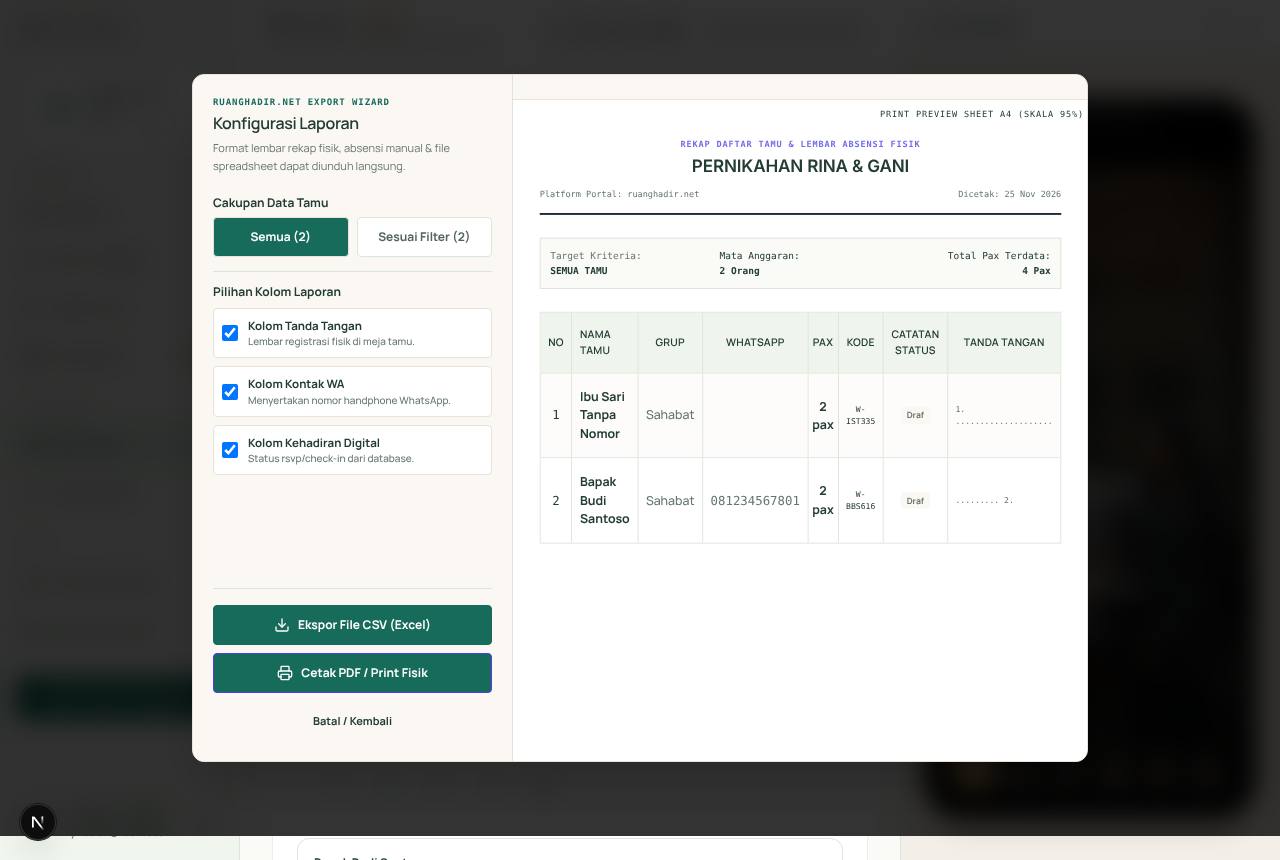 RUANGHADIR.NET EXPORT WIZARD
Konfigurasi Laporan
Format lembar rekap fisik, absensi manual & file
spreadsheet dapat diunduh langsung.
Cakupan Data Tamu
Semua (2)
Sesuai Filter (2)
Pilihan Kolom Laporan
Kolom Tanda Tangan
Lembar registrasi fisik di meja tamu.
Kolom Kontak WA
Menyertakan nomor handphone WhatsApp.
Kolom Kehadiran Digital
Status rsvp/check-in dari database.
Ekspor File CSV (Excel)
Cetak PDF / Print Fisik
Batal / Kembali
PRINT PREVIEW SHEET A4 (SKALA 95%)
REKAP DAFTAR TAMU & LEMBAR ABSENSI FISIK
PERNIKAHAN RINA & GANI
Platform Portal: ruanghadir.net
Dicetak: 25 Nov 2026
Target Kriteria:
SEMUA TAMU
Mata Anggaran:
2 Orang
Total Pax Terdata:
4 Pax
NO
NAMA
TAMU
GRUP
WHATSAPP
PAX
KODE
CATATAN
STATUS
TANDA TANGAN
1
Ibu Sari
Tanpa
Nomor
Sahabat
2
pax
W-
IST335
Draf
1.
...................
2
Bapak
Budi
Santoso
Sahabat
081234567801
2
pax
W-
BBS616
Draf
......... 2.
N